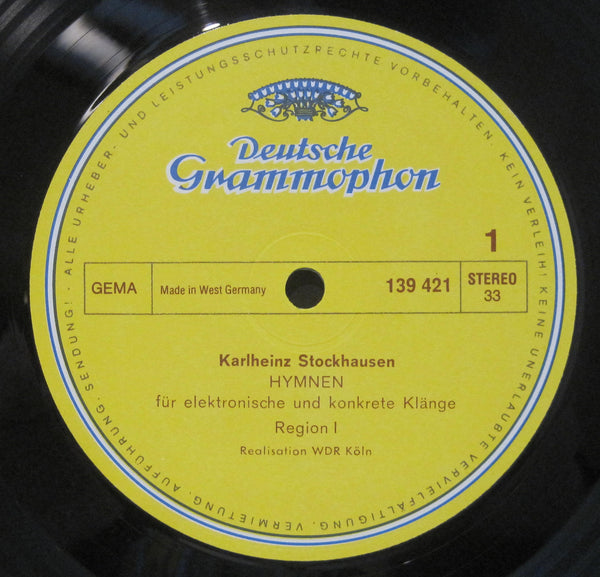 ALLE URHEBER- UND LEISTUNGSSCHUTZRECHTE VORBEHALTEN. KEIN VERLEIH! KEINE UNERLAUBTE VERVIELFÄLTIGUNG, VERMIETUNG, AUFFÜHRUNG, SENDUNG!
Deutsche
Grammophon
1
GEMA
Made in West Germany
139 421
STEREO
33
Karlheinz Stockhausen
HYMNEN
für elektronische und konkrete Klänge
Region I
Realisation WDR Köln